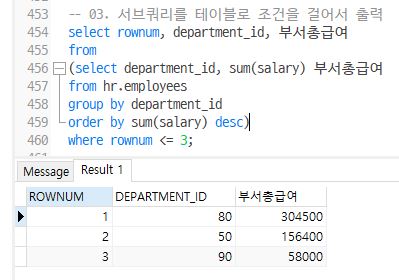 453
454 -- 03. 서브쿼리를 테이블로 조건을 걸어서 출력
455 select rownum, department_id, 부서총급여
from
456 (select department_id, sum(salary) 부서총급여
457 from hr.employees
458 group by department_id
459 order by sum(salary) desc)
460 where rownum <= 3;
Message Result 1
ROWNUM DEPARTMENT_ID 부서총급여
1 80 304500
2 50 156400
3 90 58000